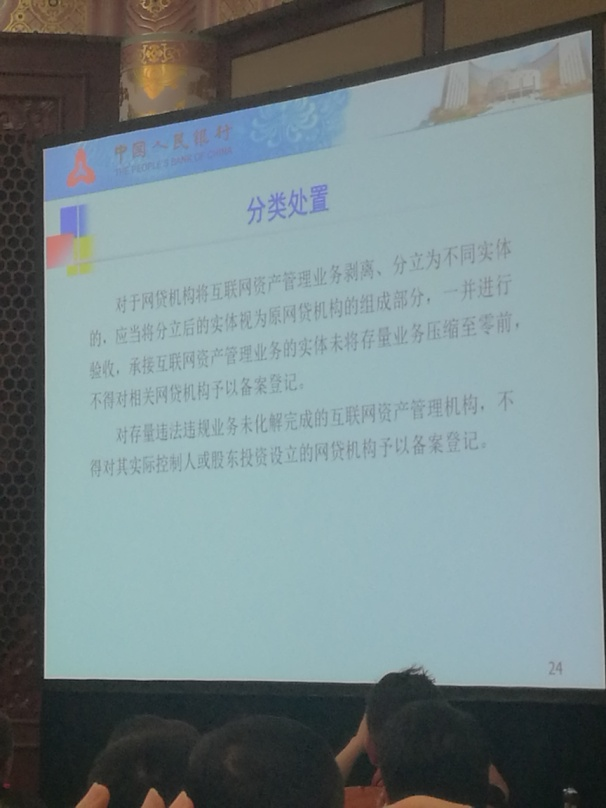 中国人民银行
THE PEOPLE'S BANK OF CHINA
分类处置
对于网贷机构将互联网资产管理业务剥离、分立为不同实体
的，应当将分立后的实体视为原网贷机构的组成部分，一并进行
验收，承接互联网资产管理业务的实体未将存量业务压缩至零前，
不得对相关网贷机构予以备案登记。
对存量违法违规业务未化解完成的互联网资产管理机构，不
得对其实际控制人或股东投资设立的网贷机构予以备案登记。
24